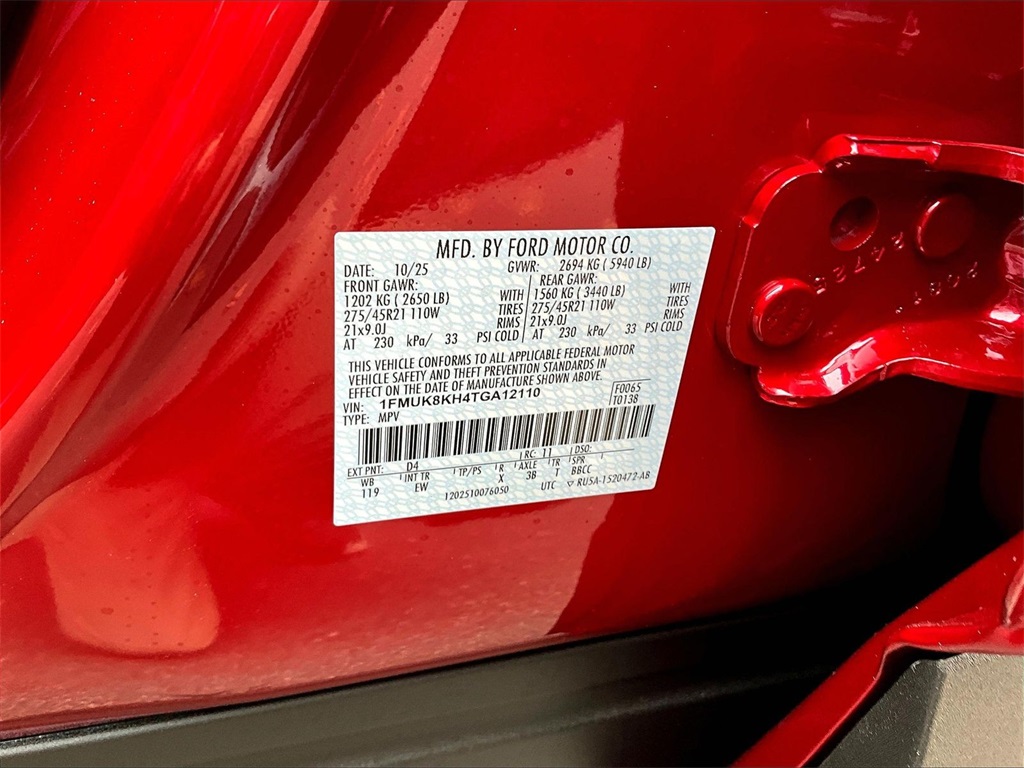 MFD. BY FORD MOTOR CO.
DATE: 10/25 GVWR: 2694 KG ( 5940 LB)
FRONT GAWR: REAR GAWR:
1202 KG ( 2650 LB) WITH 1560 KG ( 3440 LB) WITH
275/45R21 110W TIRES 275/45R21 110W TIRES
21x9.0J RIMS 21x9.0J RIMS
AT 230 kPa/ 33 PSI COLD AT 230 kPa/ 33 PSI COLD
THIS VEHICLE CONFORMS TO ALL APPLICABLE FEDERAL MOTOR
VEHICLE SAFETY AND THEFT PREVENTION STANDARDS IN
EFFECT ON THE DATE OF MANUFACTURE SHOWN ABOVE.
VIN: 1FMUK8KH4TGA12110 F0065
TYPE: MPV T0138
EXT PNT: D4 RC: 11 DSO:
WB INT TR TP/PS R AXLE TR SPR
119 EW X 3B T BBCC
1202510076050 UTC ▽ RU5A-1520472-AB